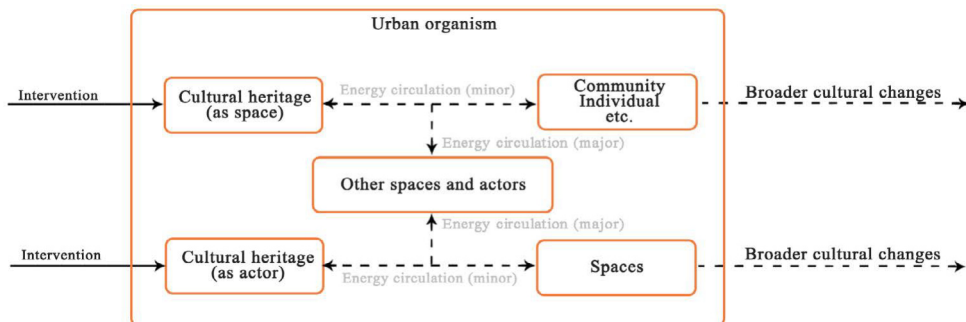 Urban organism
Intervention
Cultural heritage
(as space)
Energy circulation (minor)
Community
Individual
etc.
Broader cultural changes
Energy circulation (major)
Other spaces and actors
Energy circulation (major)
Intervention
Cultural heritage
(as actor)
Energy circulation (minor)
Spaces
Broader cultural changes